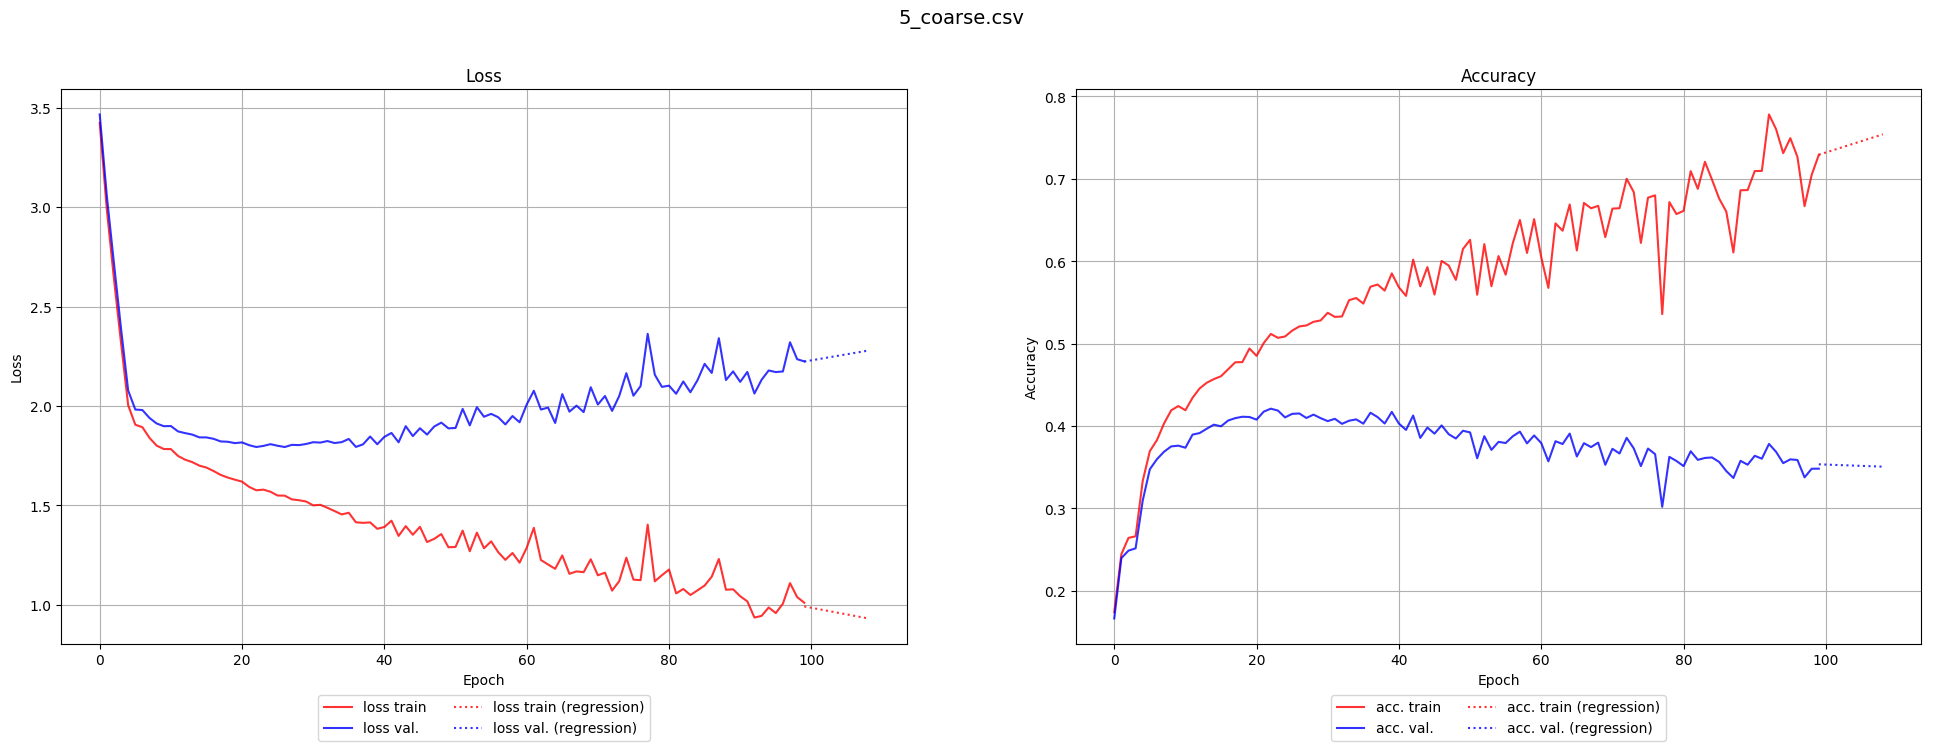 5_coarse.csv
Loss
3.5
3.0
2.5
2.0
1.5
1.0
Loss
0 20 40 60 80 100
Epoch
loss train loss train (regression)
loss val. loss val. (regression)
Accuracy
0.8
0.7
0.6
0.5
0.4
0.3
0.2
Accuracy
0 20 40 60 80 100
Epoch
acc. train acc. train (regression)
acc. val. acc. val. (regression)